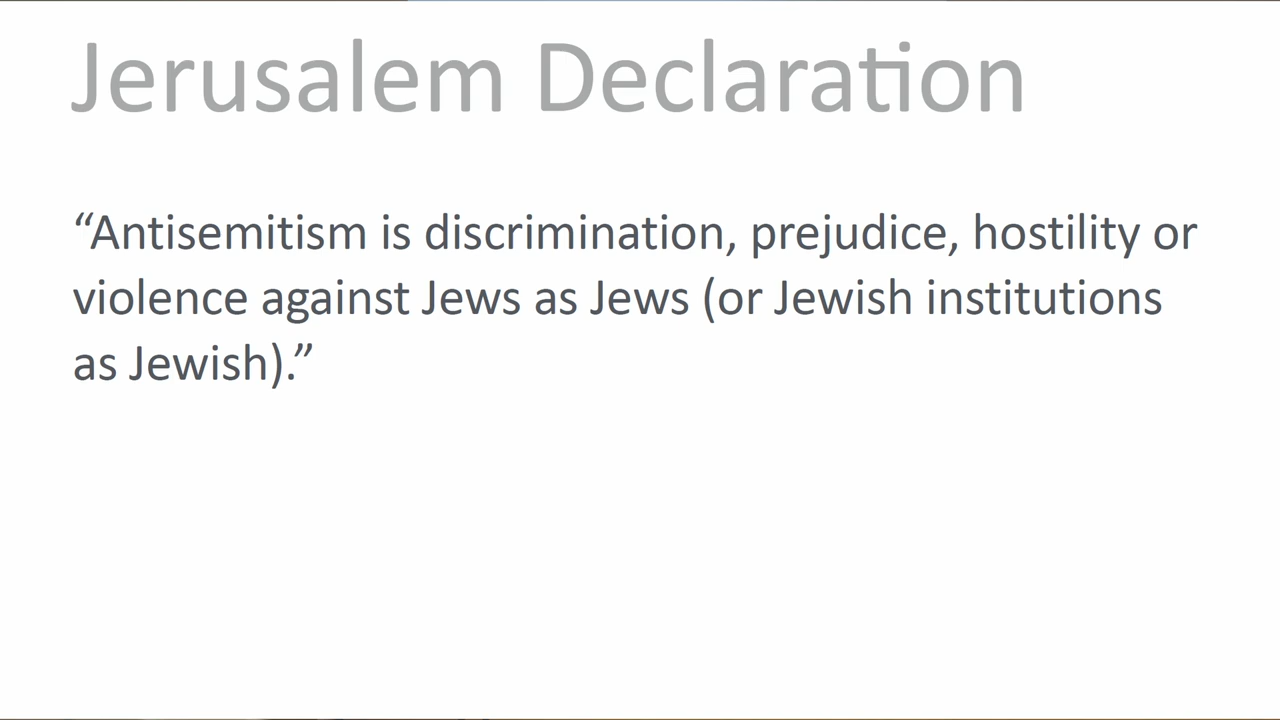 Jerusalem Declaration
“Antisemitism is discrimination, prejudice, hostility or
violence against Jews as Jews (or Jewish institutions
as Jewish).”